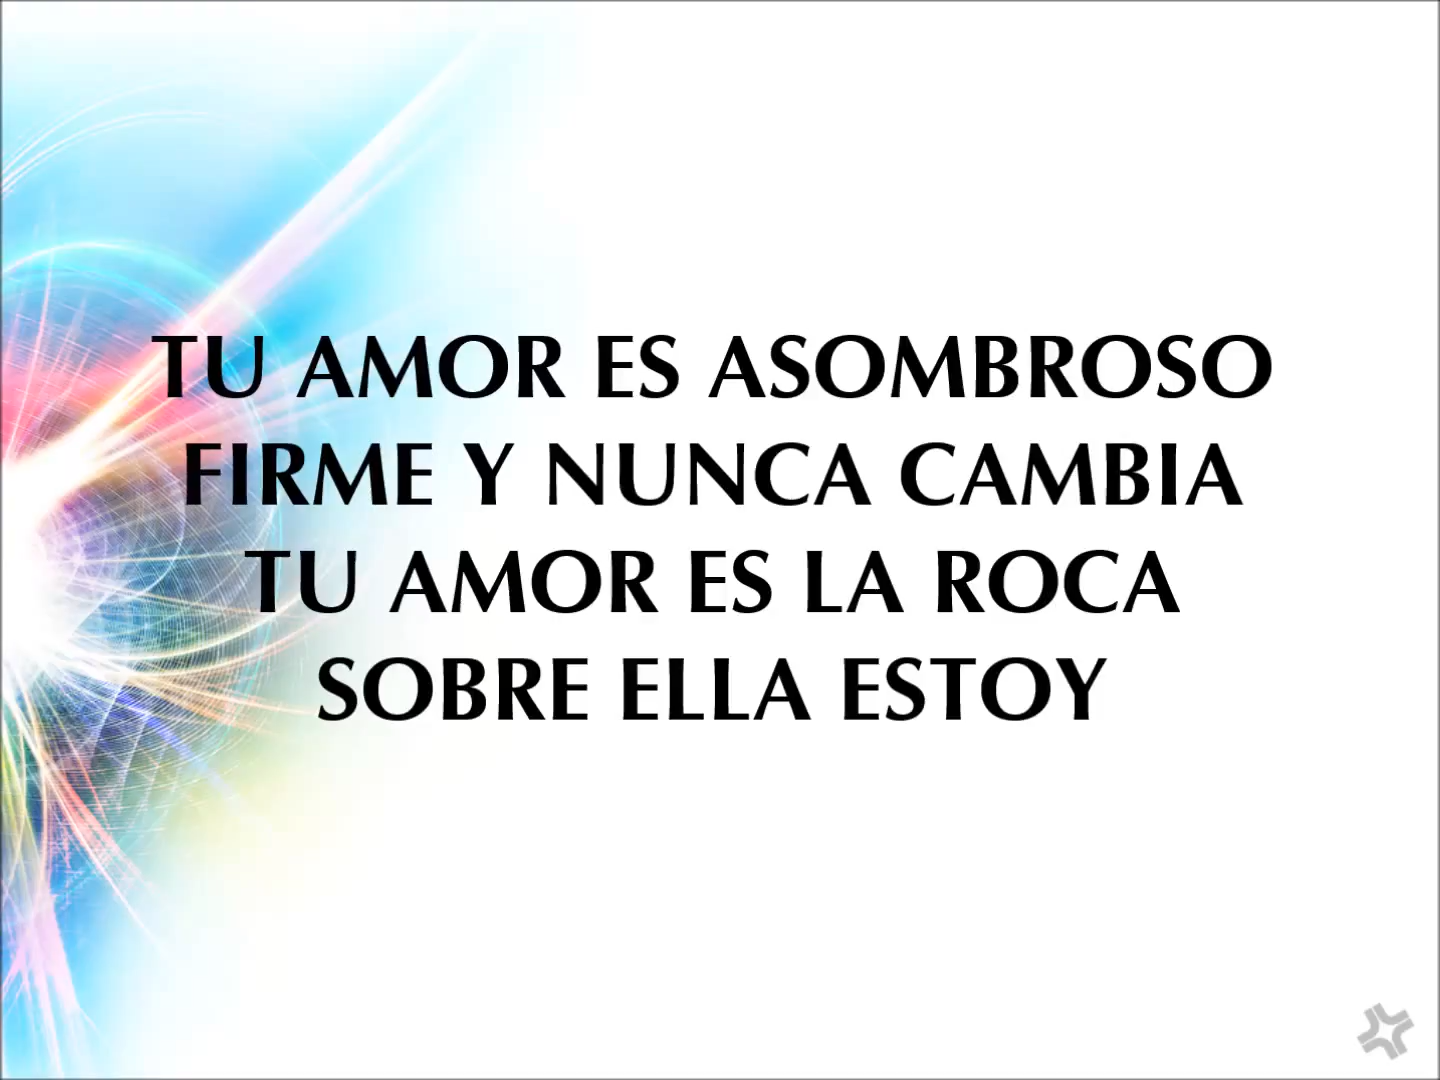 TU AMOR ES ASOMBROSO
FIRME Y NUNCA CAMBIA
TU AMOR ES LA ROCA
SOBRE ELLA ESTOY